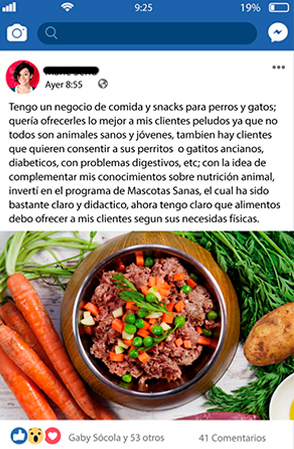 9:25
19%
Ayer 8:55
Tengo un negocio de comida y snacks para perros y gatos;
quería ofrecerles lo mejor a mis clientes peludos ya que no
todos son animales sanos y jóvenes, tambien hay clientes
que quieren consentir a sus perritos o gatitos ancianos,
diabeticos, con problemas digestivos, etc; con la idea de
complementar mis conocimientos sobre nutrición animal,
invertí en el programa de Mascotas Sanas, el cual ha sido
bastante claro y didactico, ahora tengo claro que alimentos
debo ofrecer a mis clientes segun sus necesidas físicas.
Gaby Sócola y 53 otros
41 Comentarios